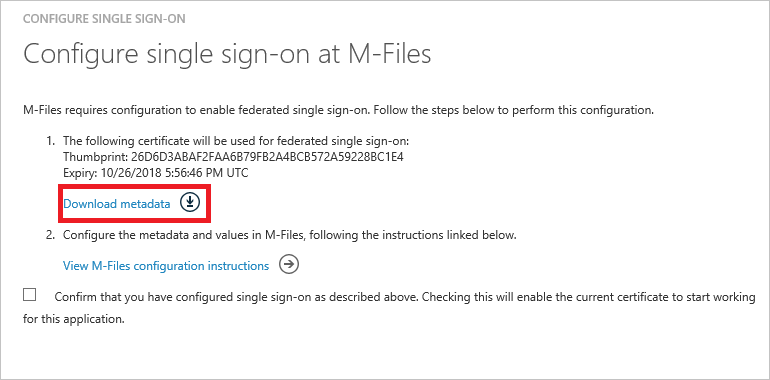 CONFIGURE SINGLE SIGN-ON
Configure single sign-on at M-Files
M-Files requires configuration to enable federated single sign-on. Follow the steps below to perform this configuration.
1. The following certificate will be used for federated single sign-on:
Thumbprint: 26D6D3ABAF2FAA6B79FB2A4BCB572A59228BC1E4
Expiry: 10/26/2018 5:56:46 PM UTC
Download metadata
2. Configure the metadata and values in M-Files, following the instructions linked below.
View M-Files configuration instructions
Confirm that you have configured single sign-on as described above. Checking this will enable the current certificate to start working
for this application.